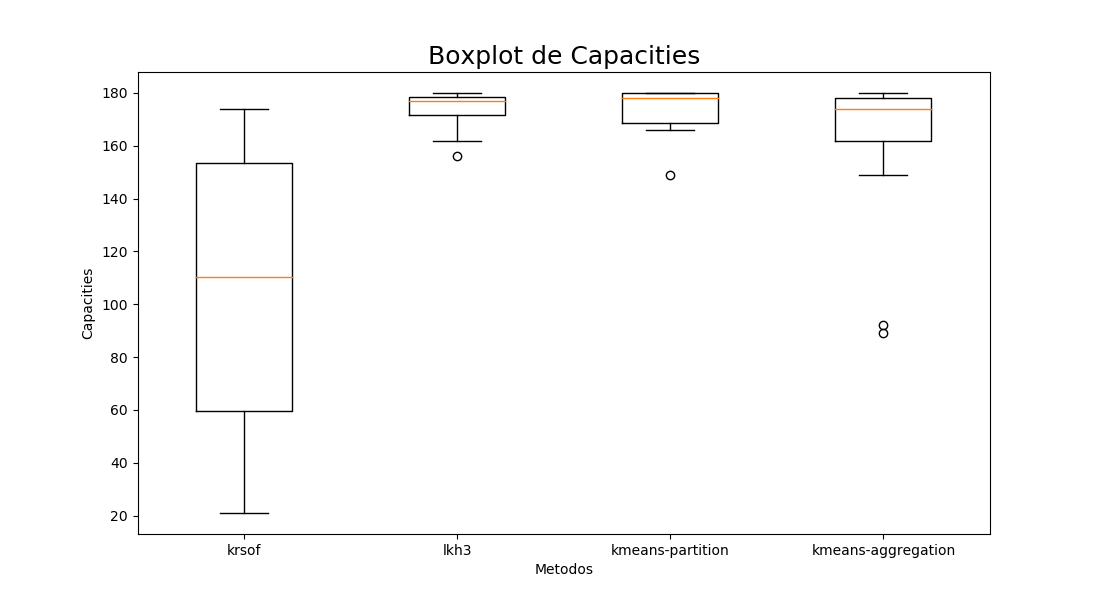 Boxplot de Capacities
Capacities
180
160
140
120
100
80
60
40
20
krsof lkh3 kmeans-partition kmeans-aggregation
Metodos